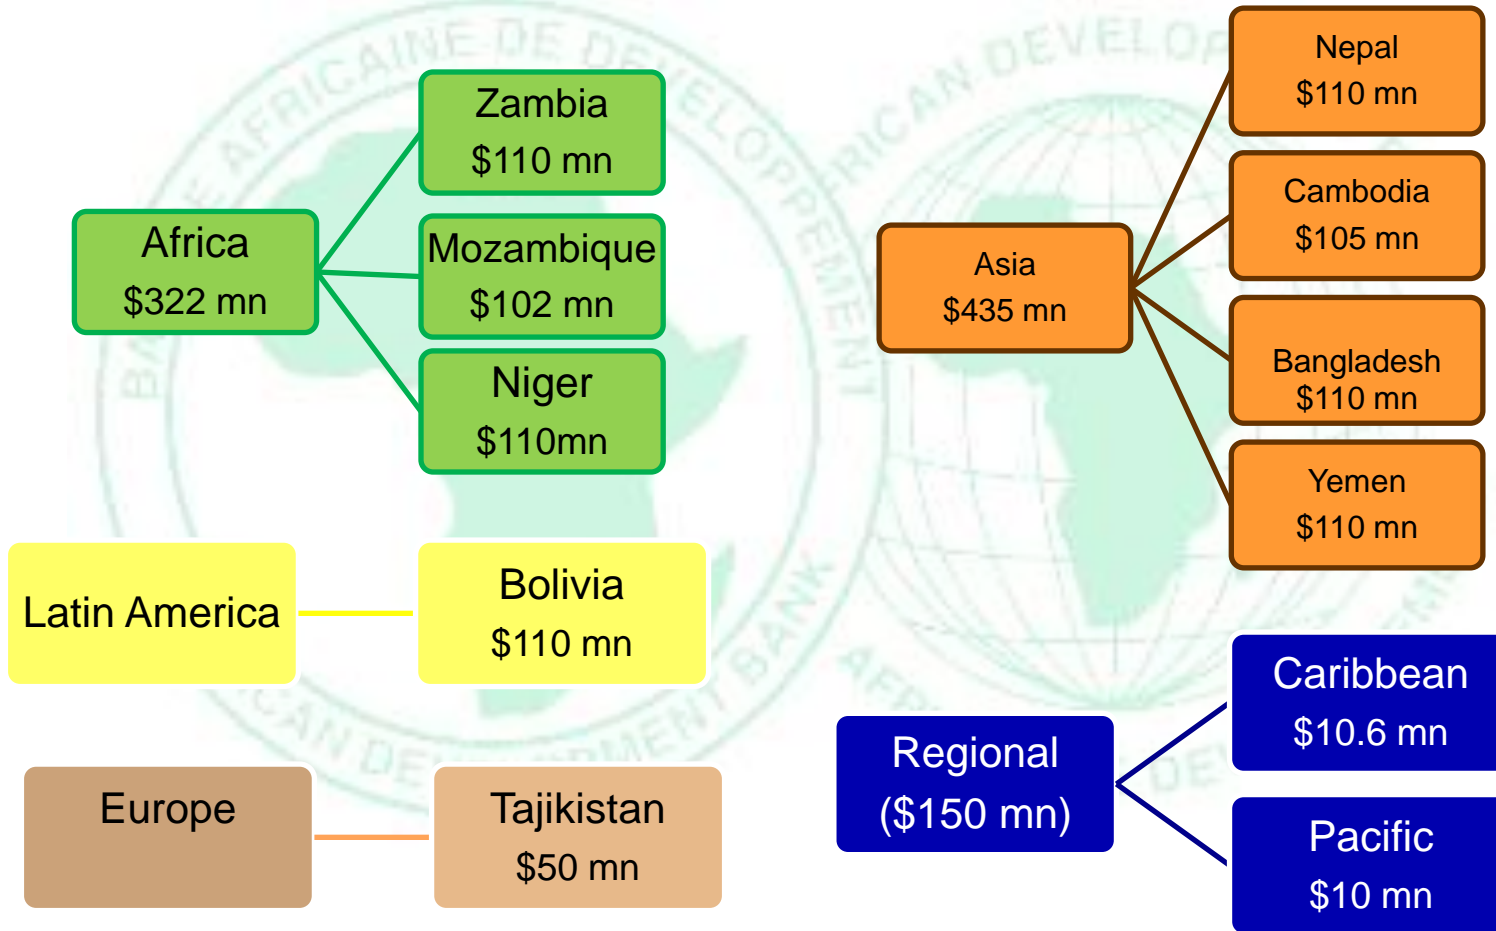 Africa
$322 mn
Zambia
$110 mn
Mozambique
$102 mn
Niger
$110mn
Asia
$435 mn
Nepal
$110 mn
Cambodia
$105 mn
Bangladesh
$110 mn
Yemen
$110 mn
Latin America
Bolivia
$110 mn
Europe
Tajikistan
$50 mn
Regional
($150 mn)
Caribbean
$10.6 mn
Pacific
$10 mn